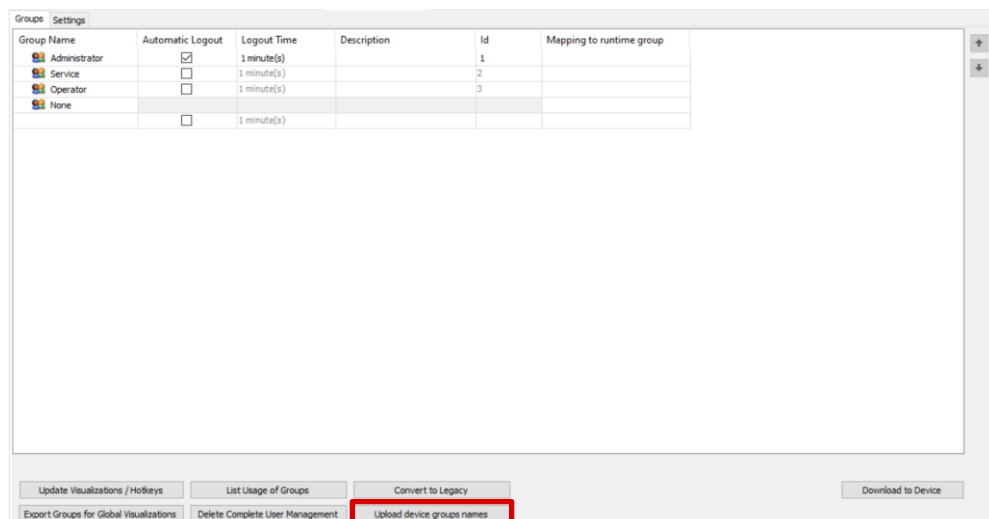 Groups Settings
Group Name Automatic Logout Logout Time Description Id Mapping to runtime group
Administrator 1 minute(s) 1
Service 1 minute(s) 2
Operator 1 minute(s) 3
None
1 minute(s)
Update Visualizations / Hotkeys List Usage of Groups Convert to Legacy Download to Device
Export Groups for Global Visualizations Delete Complete User Management Upload device groups names